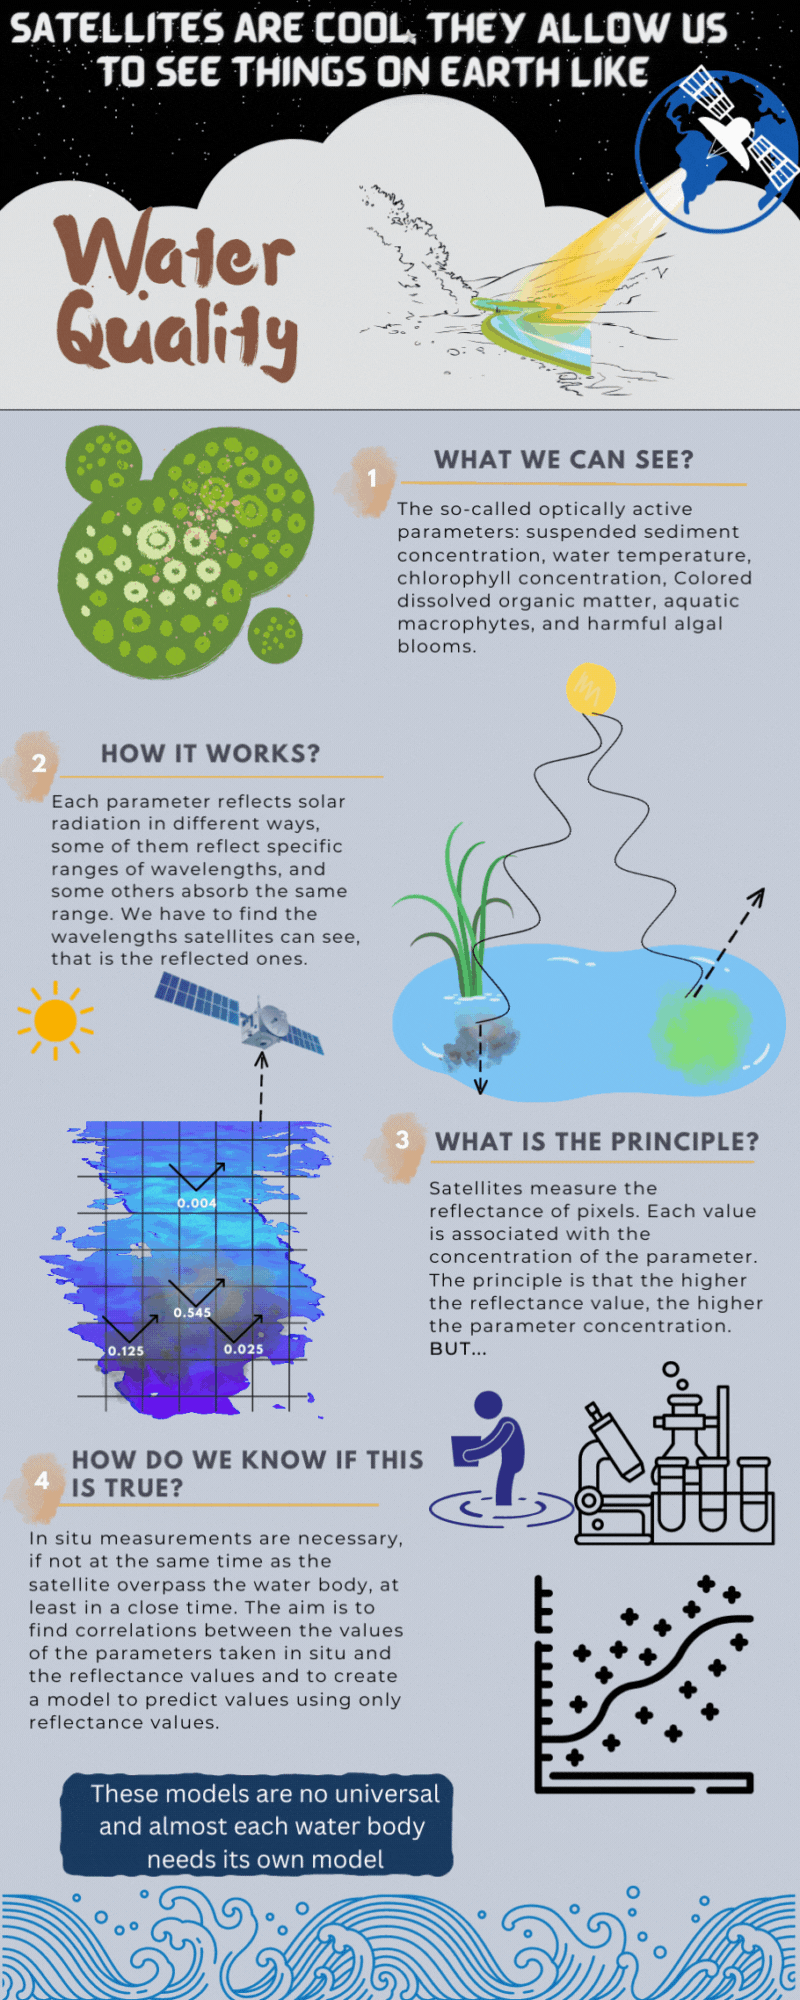 SATELLITES ARE COOL, THEY ALLOW US
TO SEE THINGS ON EARTH LIKE
Water
Quality
1
WHAT WE CAN SEE?
The so-called optically active
parameters: suspended sediment
concentration, water temperature,
chlorophyll concentration, Colored
dissolved organic matter, aquatic
macrophytes, and harmful algal
blooms.
2
HOW IT WORKS?
Each parameter reflects solar
radiation in different ways,
some of them reflect specific
ranges of wavelengths, and
some others absorb the same
range. We have to find the
wavelengths satellites can see,
that is the reflected ones.
0.004
0.545
0.125
0.025
3
WHAT IS THE PRINCIPLE?
Satellites measure the
reflectance of pixels. Each value
is associated with the
concentration of the parameter.
The principle is that the higher
the reflectance value, the higher
the parameter concentration.
BUT...
4
HOW DO WE KNOW IF THIS
IS TRUE?
In situ measurements are necessary,
if not at the same time as the
satellite overpass the water body, at
least in a close time. The aim is to
find correlations between the values
of the parameters taken in situ and
the reflectance values and to create
a model to predict values using only
reflectance values.
These models are no universal
and almost each water body
needs its own model